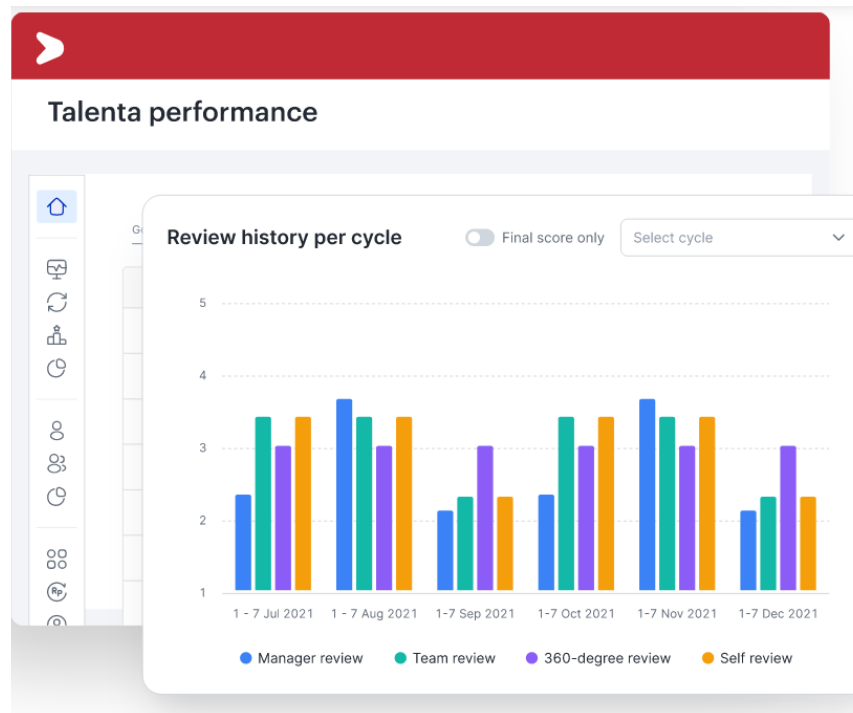 Talenta performance
Review history per cycle
Final score only
Select cycle
5
4
3
2
1
1 - 7 Jul 2021
1 - 7 Aug 2021
1-7 Sep 2021
1-7 Oct 2021
1-7 Nov 2021
1-7 Dec 2021
Manager review
Team review
360-degree review
Self review
Rp